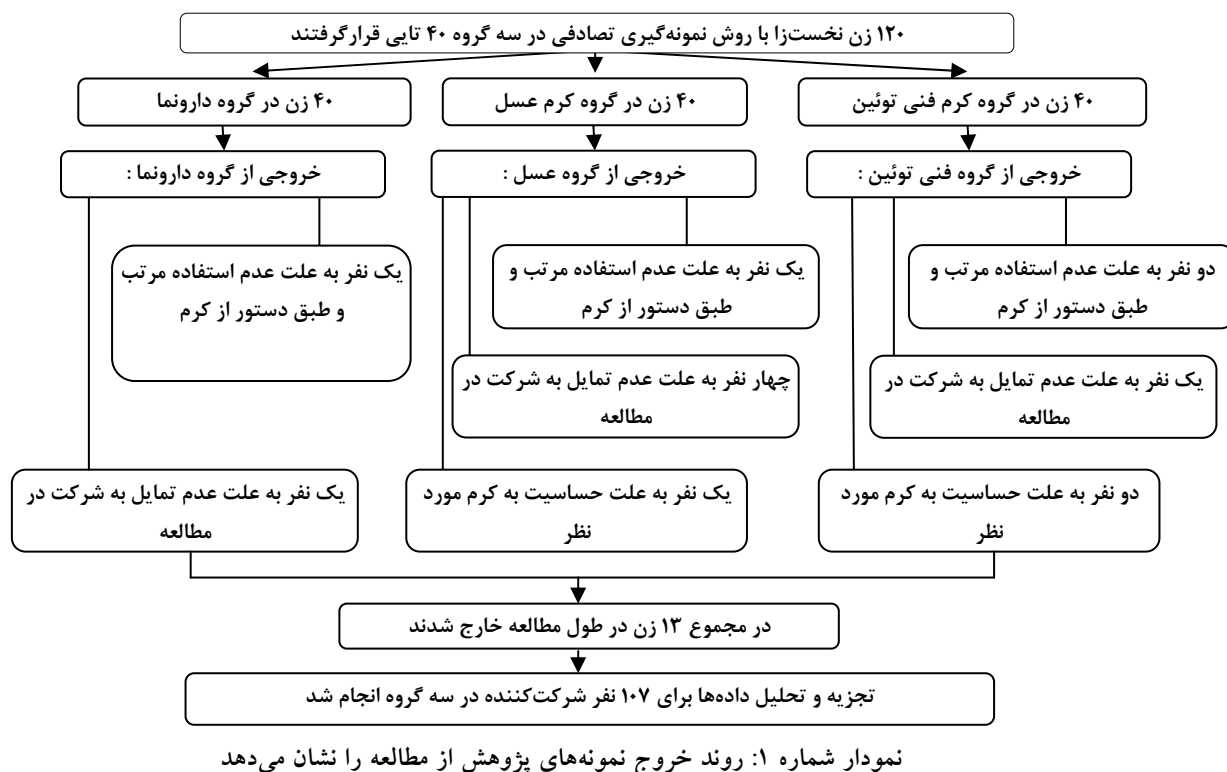 ۱۲۰ زن نخست‌زا با روش نمونه‌گیری تصادفی در سه گروه ۴۰ تایی قرارگرفتند
۴۰ زن در گروه کرم فنی توئین
۴۰ زن در گروه کرم عسل
۴۰ زن در گروه دارونما
خروجی از گروه فنی توئین :
خروجی از گروه عسل :
خروجی از گروه دارونما :
دو نفر به علت عدم استفاده مرتب و
طبق دستور از کرم
یک نفر به علت عدم استفاده مرتب و
طبق دستور از کرم
یک نفر به علت عدم استفاده مرتب
و طبق دستور از کرم
یک نفر به علت عدم تمایل به شرکت در
مطالعه
چهار نفر به علت عدم تمایل به شرکت در
مطالعه
دو نفر به علت حساسیت به کرم مورد
نظر
یک نفر به علت حساسیت به کرم مورد
نظر
یک نفر به علت عدم تمایل به شرکت در
مطالعه
در مجموع ۱۳ زن در طول مطالعه خارج شدند
تجزیه و تحلیل داده‌ها برای ۱۰۷ نفر شرکت‌کننده در سه گروه انجام شد
نمودار شماره ۱: روند خروج نمونه‌های پژوهش از مطالعه را نشان می‌دهد